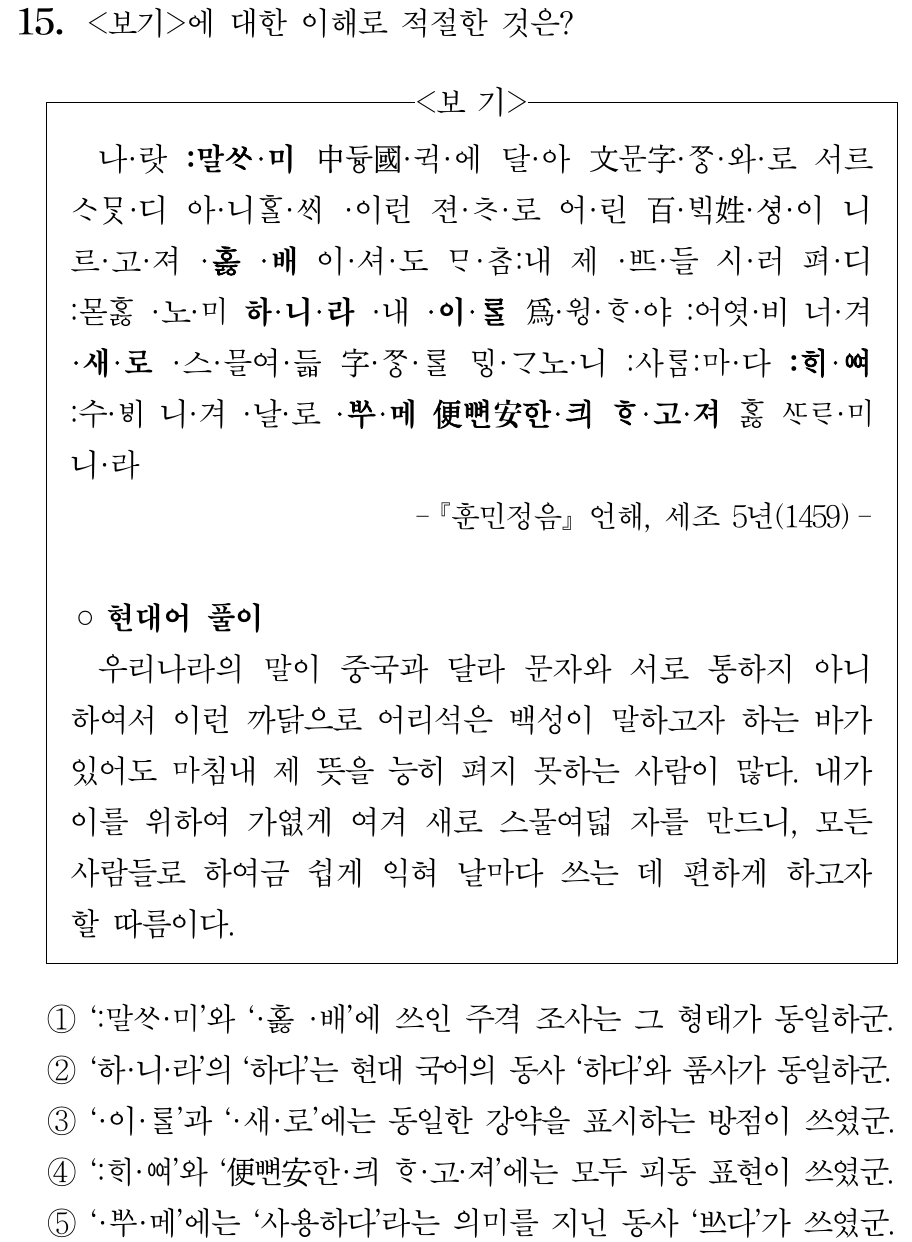 15. <보기>에 대한 이해로 적절한 것은?
<보 기>
나·랏 :말ᄊᆞ·미 中듕國·귁·에 달·아 文문字·ᄍᆞᆼ·와·로 서르
ᄉᆞᄆᆞᆺ·디 아·니ᄒᆞᆯ·ᄊᆡ ·이런 젼·ᄎᆞ·로 어·린 百·ᄇᆡᆨ姓·셩·이 니
르·고·져 ·ᄒᆞᇙ ·배 이·셔·도 ᄆᆞ·ᄎᆞᆷ:내 제 ·ᄠᅳ·들 시·러 펴·디
:몯ᄒᆞᇙ ·노·미 하·니·라 ·내 ·이·ᄅᆞᆯ 爲·윙·ᄒᆞ·야 :어엿·비 너·겨
·새·로 ·스·믈여·듧 字·ᄍᆞᆼ·ᄅᆞᆯ ᄆᆡᇰ·ᄀᆞ노·니 :사ᄅᆞᆷ:마·다 :ᄒᆡ·ᅇᅧ
:수·ᄫᅵ 니·겨 ·날·로 ·ᄡᅮ·메 便뼌安한·킈 ᄒᆞ·고·져 ᄒᆞᇙ ᄯᆞᄅᆞ·미
니·라
-『훈민정음』 언해, 세조 5년(1459) -
○ 현대어 풀이
우리나라의 말이 중국과 달라 문자와 서로 통하지 아니
하여서 이런 까닭으로 어리석은 백성이 말하고자 하는 바가
있어도 마침내 제 뜻을 능히 펴지 못하는 사람이 많다. 내가
이를 위하여 가엾게 여겨 새로 스물여덟 자를 만드니, 모든
사람들로 하여금 쉽게 익혀 날마다 쓰는 데 편하게 하고자
할 따름이다.
① ‘:말ᄊᆞ·미’와 ‘·ᄒᆞᇙ ·배’에 쓰인 주격 조사는 그 형태가 동일하군.
② ‘하·니·라’의 ‘하다’는 현대 국어의 동사 ‘하다’와 품사가 동일하군.
③ ‘·이·ᄅᆞᆯ’과 ‘·새·로’에는 동일한 강약을 표시하는 방점이 쓰였군.
④ ‘:ᄒᆡ·ᅇᅧ’와 ‘便뼌安한·킈 ᄒᆞ·고·져’에는 모두 피동 표현이 쓰였군.
⑤ ‘·ᄡᅮ·메’에는 ‘사용하다’라는 의미를 지닌 동사 ‘ᄡᅳ다’가 쓰였군.